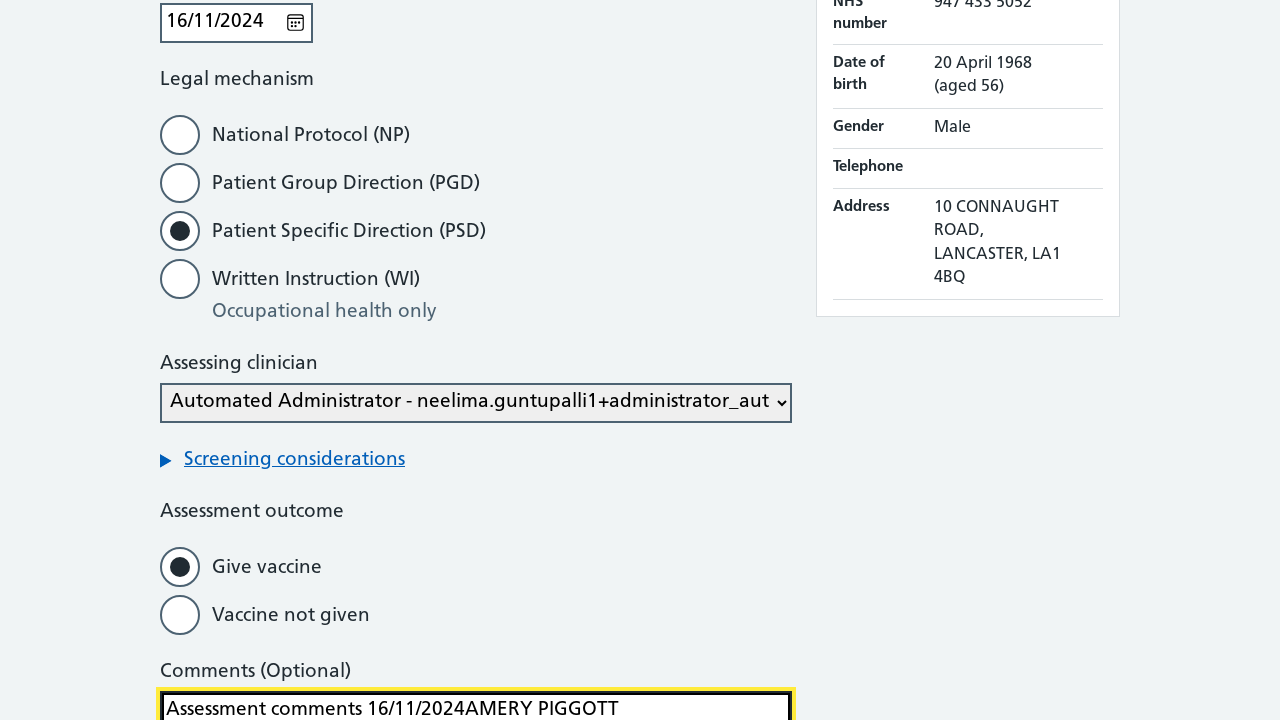 16/11/2024
Legal mechanism
National Protocol (NP)
Patient Group Direction (PGD)
Patient Specific Direction (PSD)
Written Instruction (WI)
Occupational health only
Assessing clinician
Automated Administrator - neelima.guntupalli1+administrator_aut
Screening considerations
Assessment outcome
Give vaccine
Vaccine not given
Comments (Optional)
Assessment comments 16/11/2024AMERY PIGGOTT
NHS
number
947 433 5052
Date of
birth
20 April 1968
(aged 56)
Gender
Male
Telephone
Address
10 CONNAUGHT
ROAD,
LANCASTER, LA1
4BQ